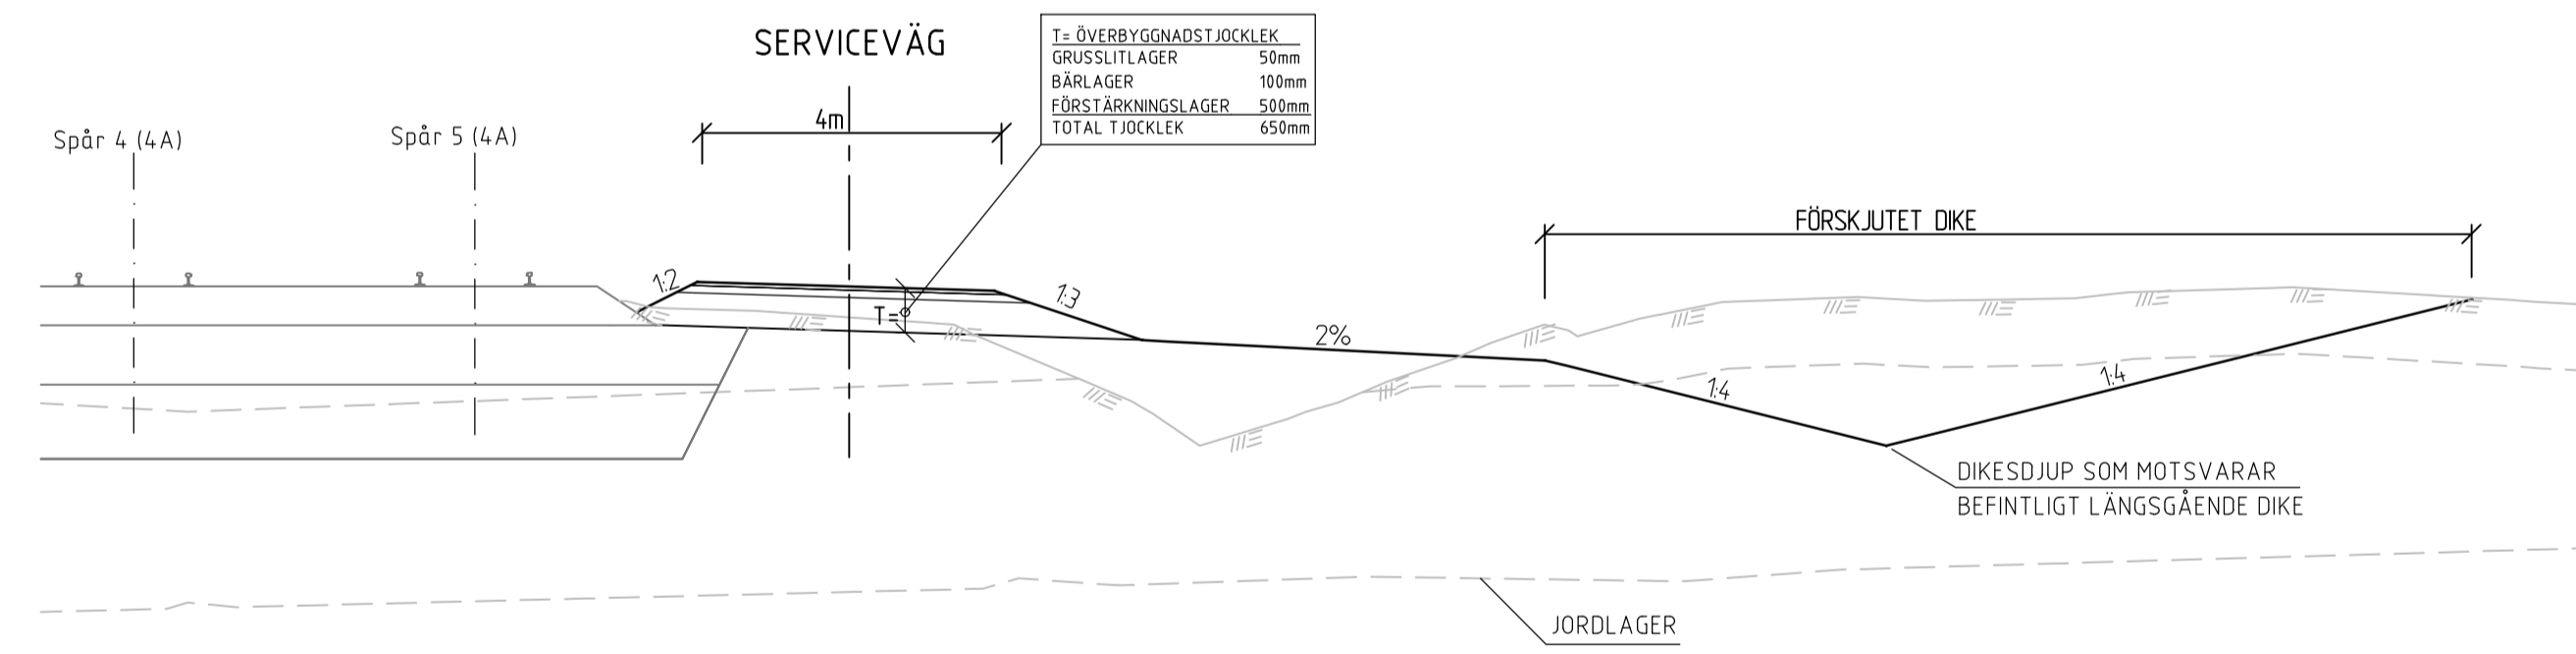 SERVICEVÄG
T= ÖVERBYGGNADSTJOCKLEK
GRUSSLITLAGER 50mm
BÄRLAGER 100mm
FÖRSTÄRKNINGSLAGER 500mm
TOTAL TJOCKLEK 650mm
4m
Spår 4 (4A)
Spår 5 (4A)
FÖRSKJUTET DIKE
1:2
1:3
T=
2%
1:4
1:4
DIKESDJUP SOM MOTSVARAR
BEFINTLIGT LÄNGSGÅENDE DIKE
JORDLAGER